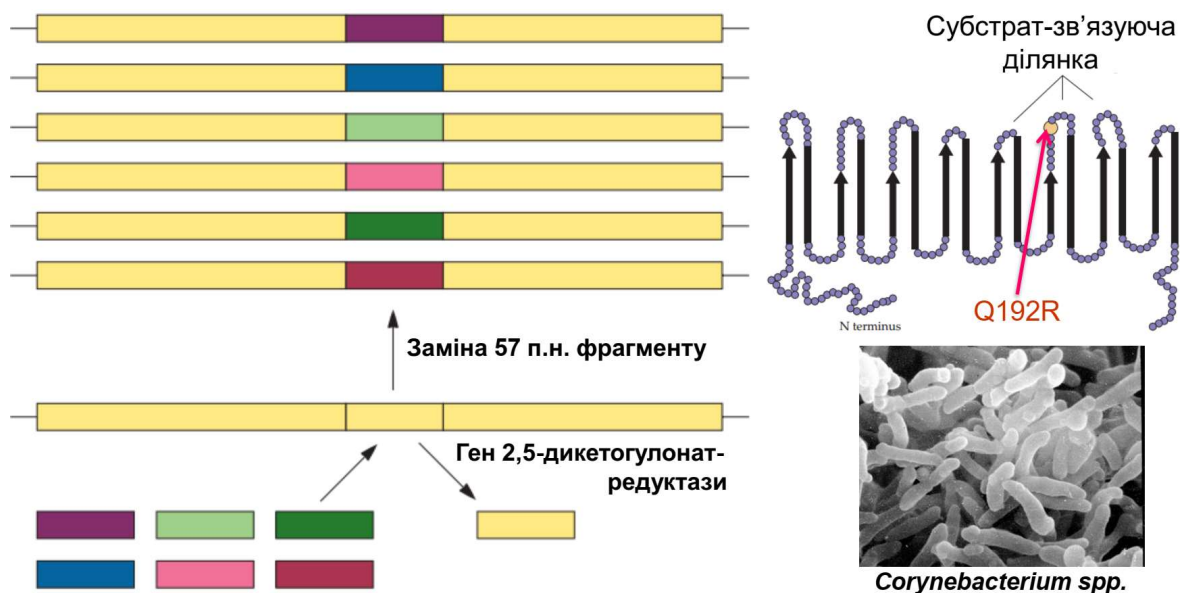 Субстрат-зв’язуюча
ділянка
Q192R
N terminus
Заміна 57 п.н. фрагменту
Ген 2,5-дикетогулонат-
редуктази
Corynebacterium spp.